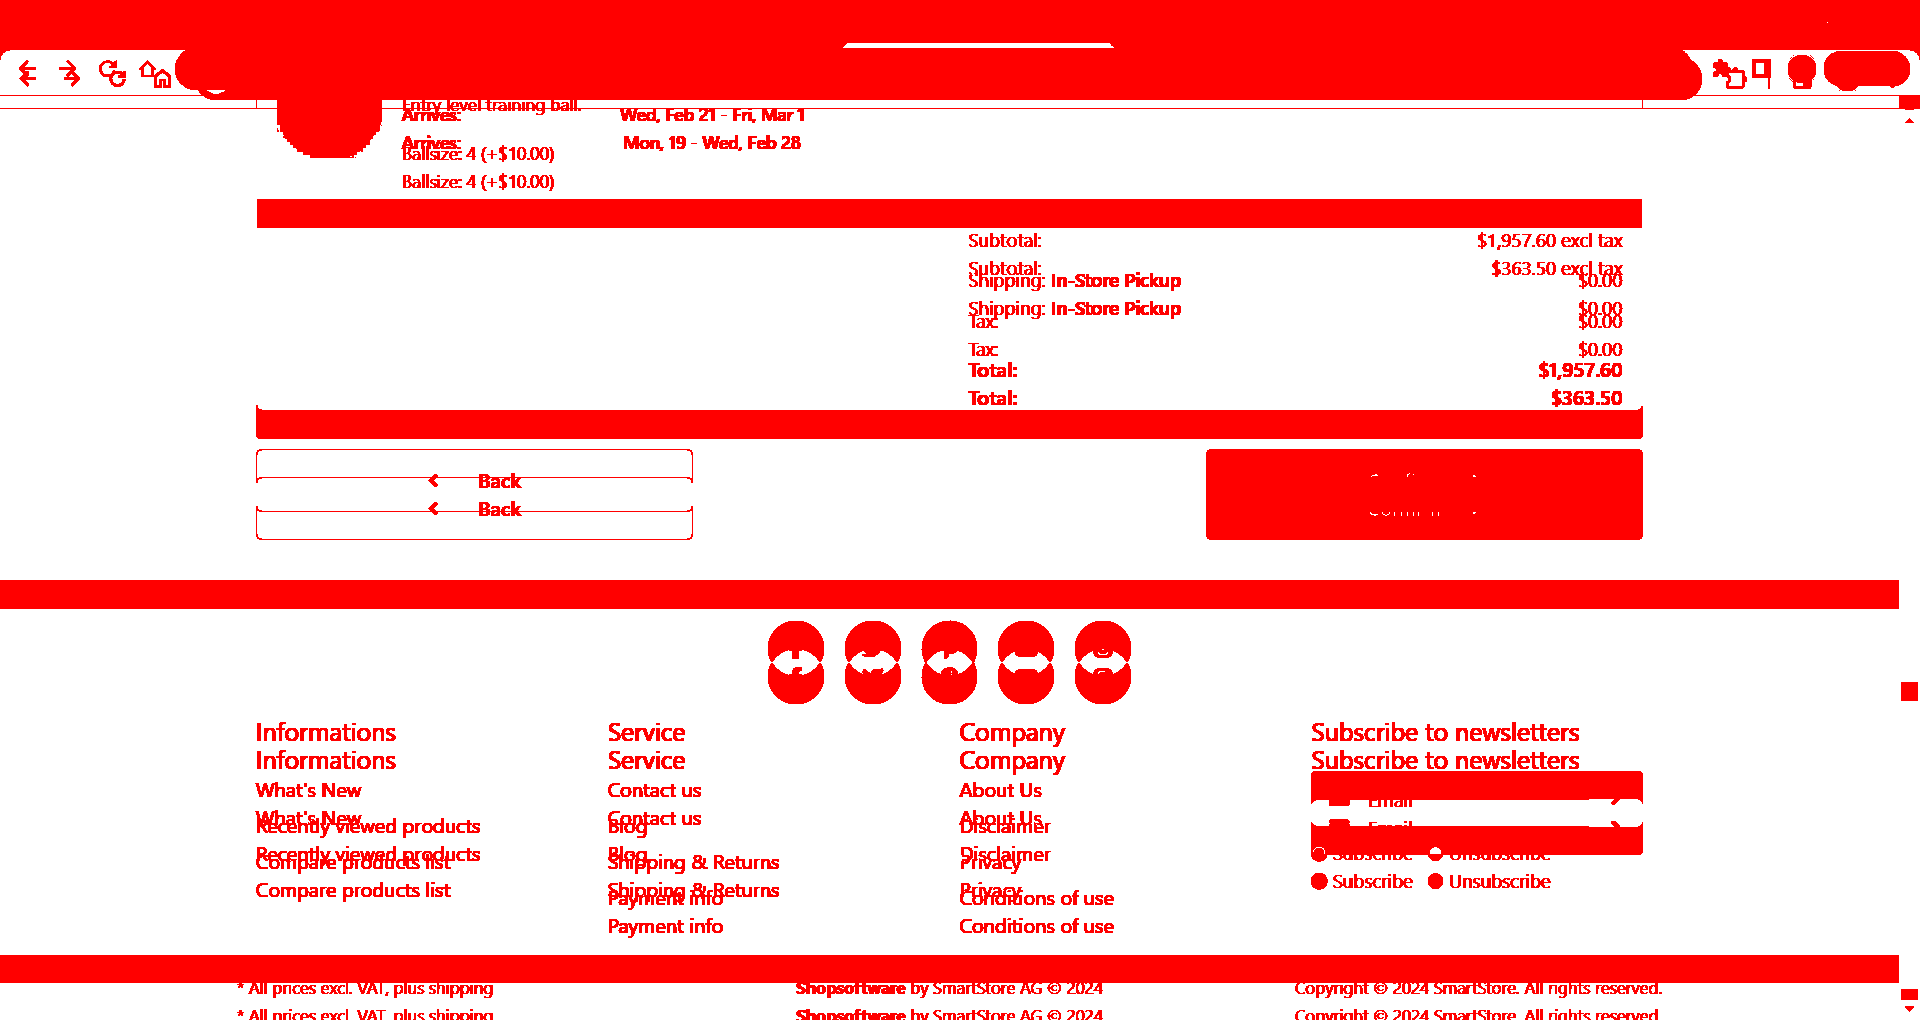 Entry level training ball.
Arrives: Wed, Feb 21 - Fri, Mar 1
Arrives: Mon, 19 - Wed, Feb 28
Ballsize: 4 (+$10.00)
Ballsize: 4 (+$10.00)
Subtotal: $1,957.60 excl tax
Subtotal: $363.50 excl tax
Shipping: In-Store Pickup $0.00
Shipping: In-Store Pickup $0.00
Tax: $0.00
Tax: $0.00
Total: $1,957.60
Total: $363.50
Back
Back
Informations Service Company Subscribe to newsletters
Informations Service Company Subscribe to newsletters
What's New Contact us About Us
Email
What's New Contact us About Us
Recently viewed products Blog Disclaimer Email
Recently viewed products Blog Disclaimer Subscribe Unsubscribe
Compare products list Shipping & Returns Privacy
Subscribe Unsubscribe
Compare products list Shipping & Returns Privacy
Payment info Conditions of use
Payment info Conditions of use
* All prices excl. VAT, plus shipping Shopsoftware by SmartStore AG © 2024 Copyright © 2024 SmartStore. All rights reserved.
* All prices excl. VAT, plus shipping Shopsoftware by SmartStore AG © 2024 Copyright © 2024 SmartStore. All rights reserved.